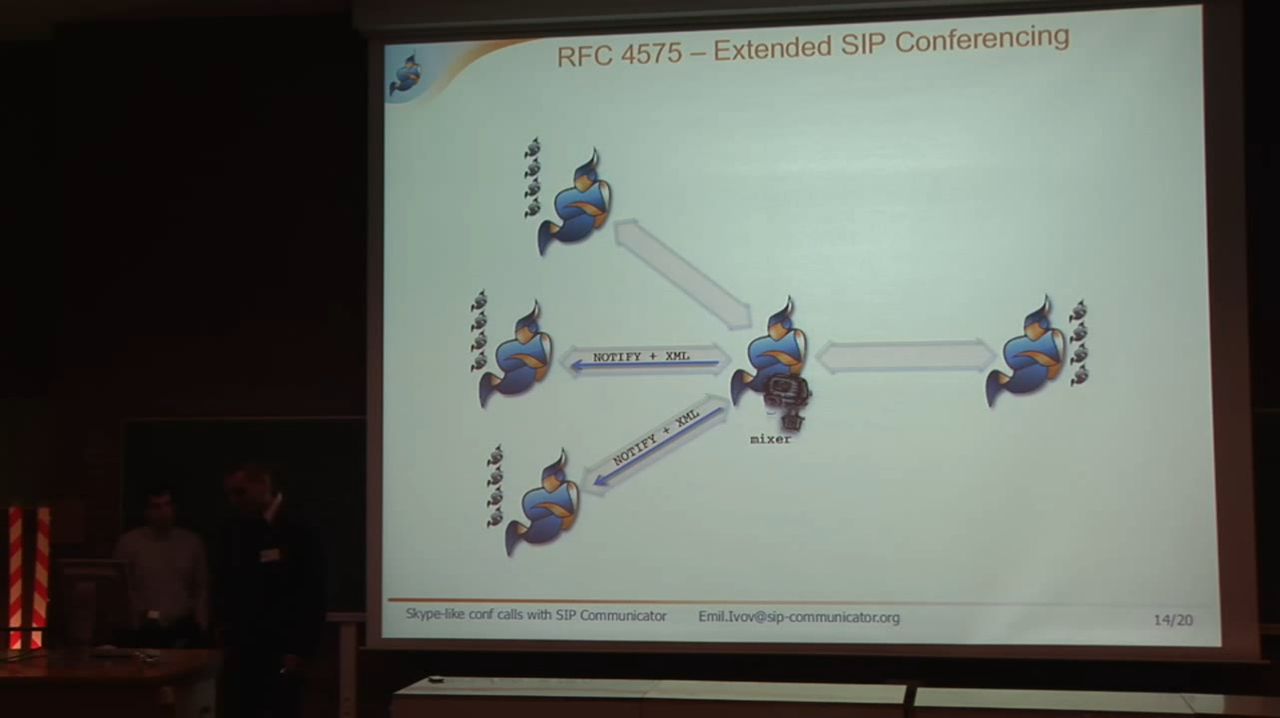 RFC 4575 – Extended SIP Conferencing
NOTIFY + XML
NOTIFY + XML
mixer
Skype-like conf calls with SIP Communicator Emil.Ivov@sip-communicator.org 14/20